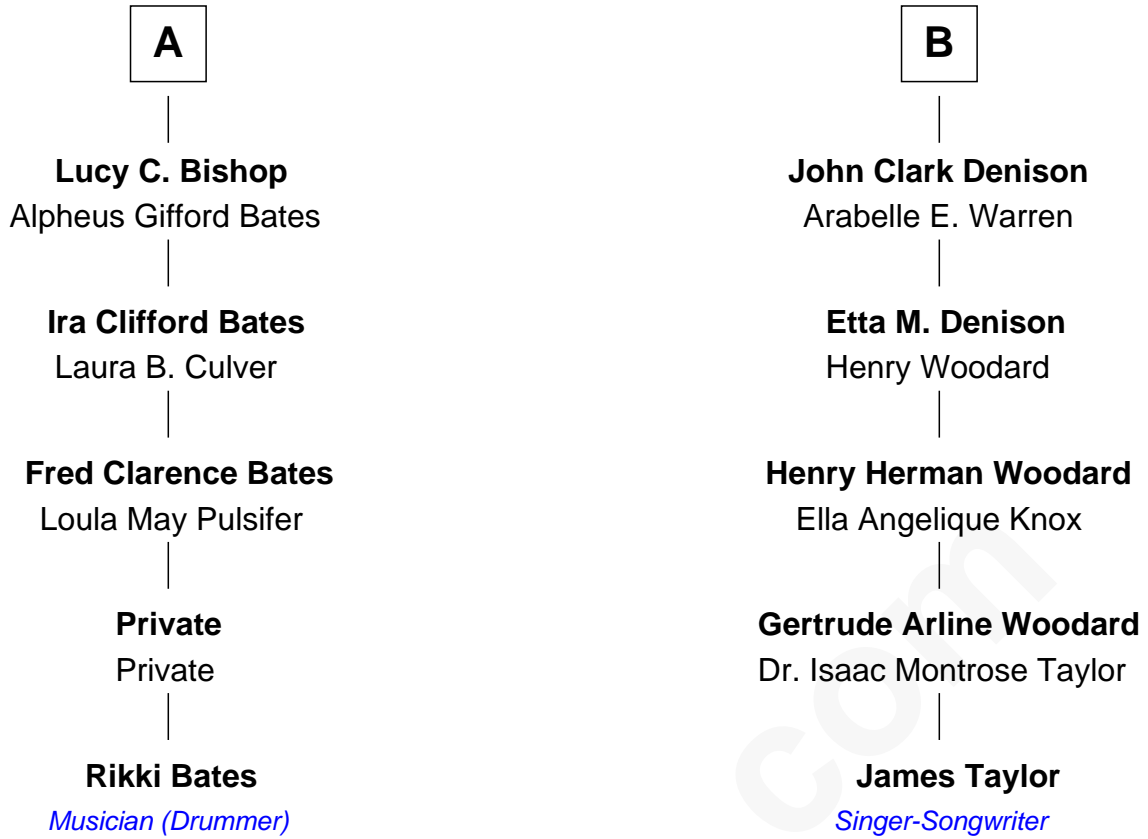 A
Lucy C. Bishop
Alpheus Gifford Bates
Ira Clifford Bates
Laura B. Culver
Fred Clarence Bates
Loula May Pulsifer
Private
Private
Rikki Bates
Musician (Drummer)
B
John Clark Denison
Arabelle E. Warren
Etta M. Denison
Henry Woodard
Henry Herman Woodard
Ella Angelique Knox
Gertrude Arline Woodard
Dr. Isaac Montrose Taylor
James Taylor
Singer-Songwriter
com